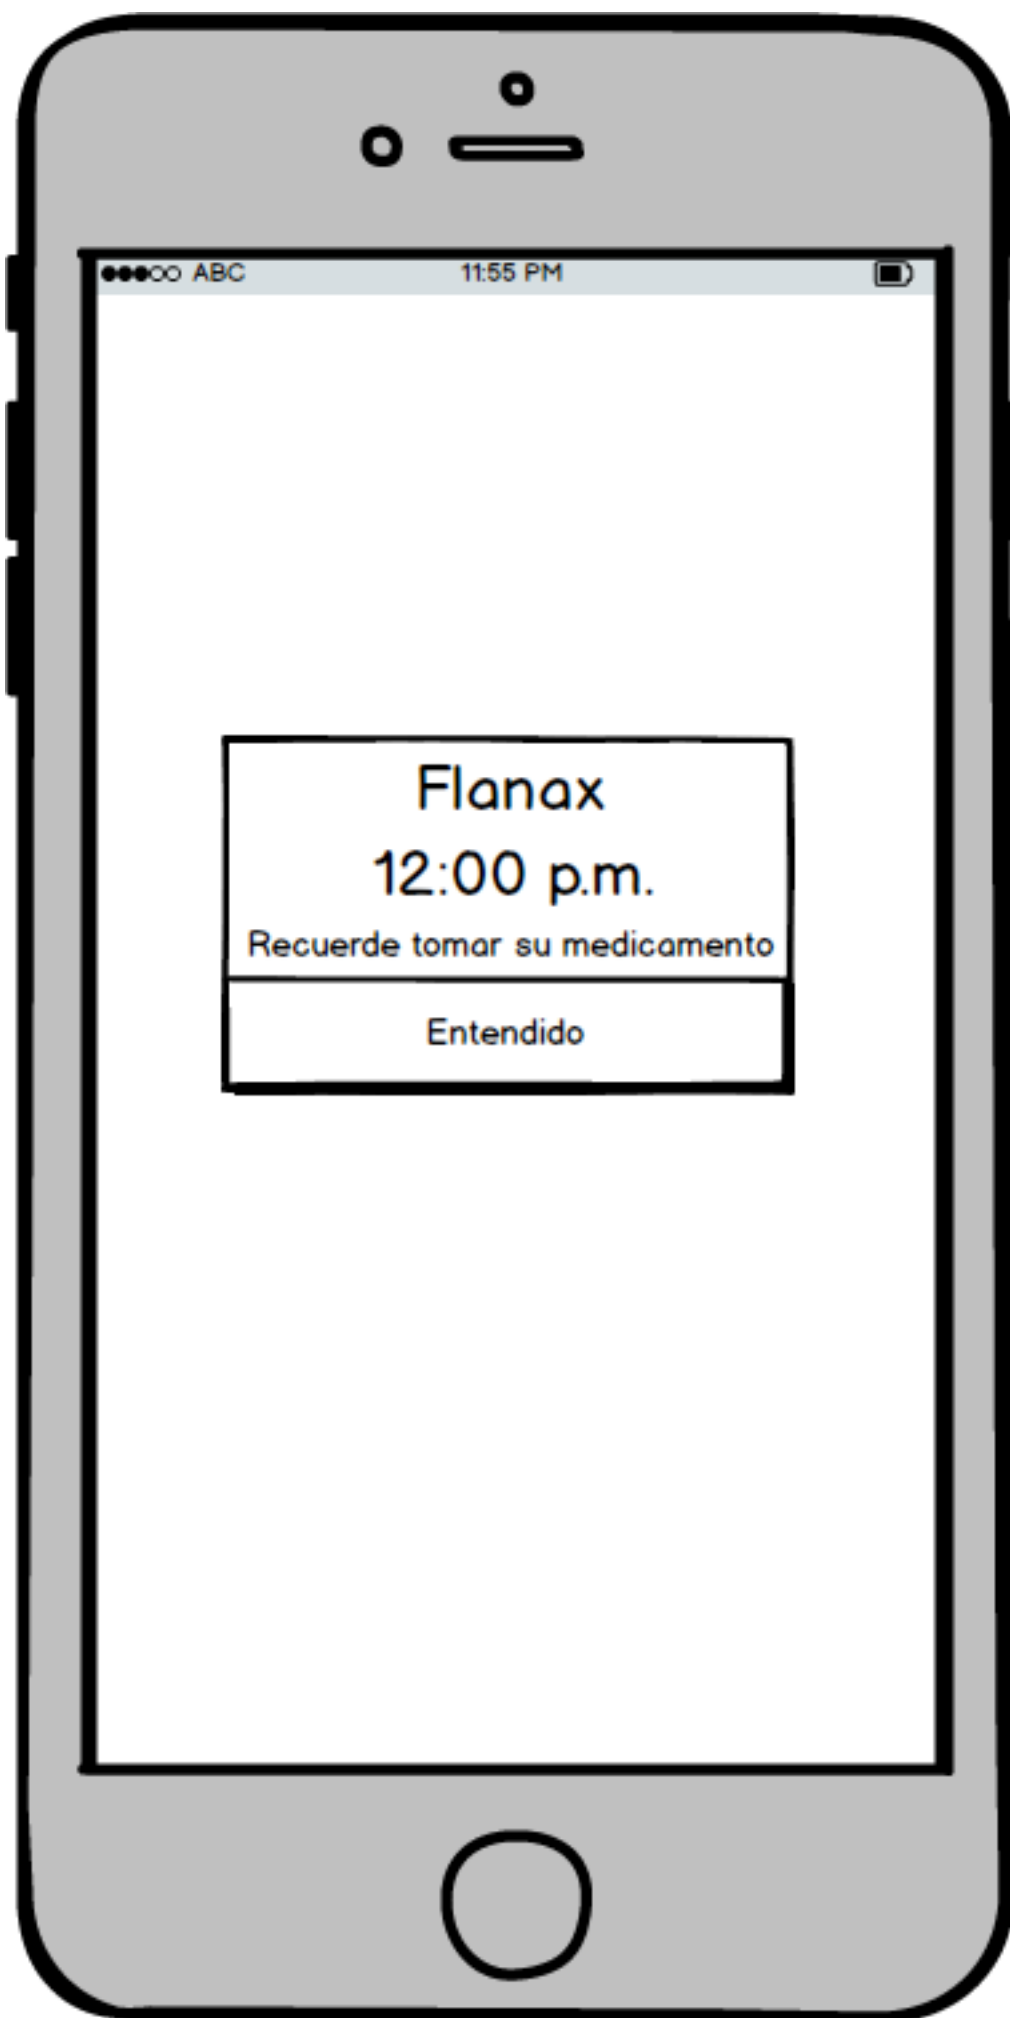 ABC 11:55 PM
Flanax
12:00 p.m.
Recuerde tomar su medicamento
Entendido